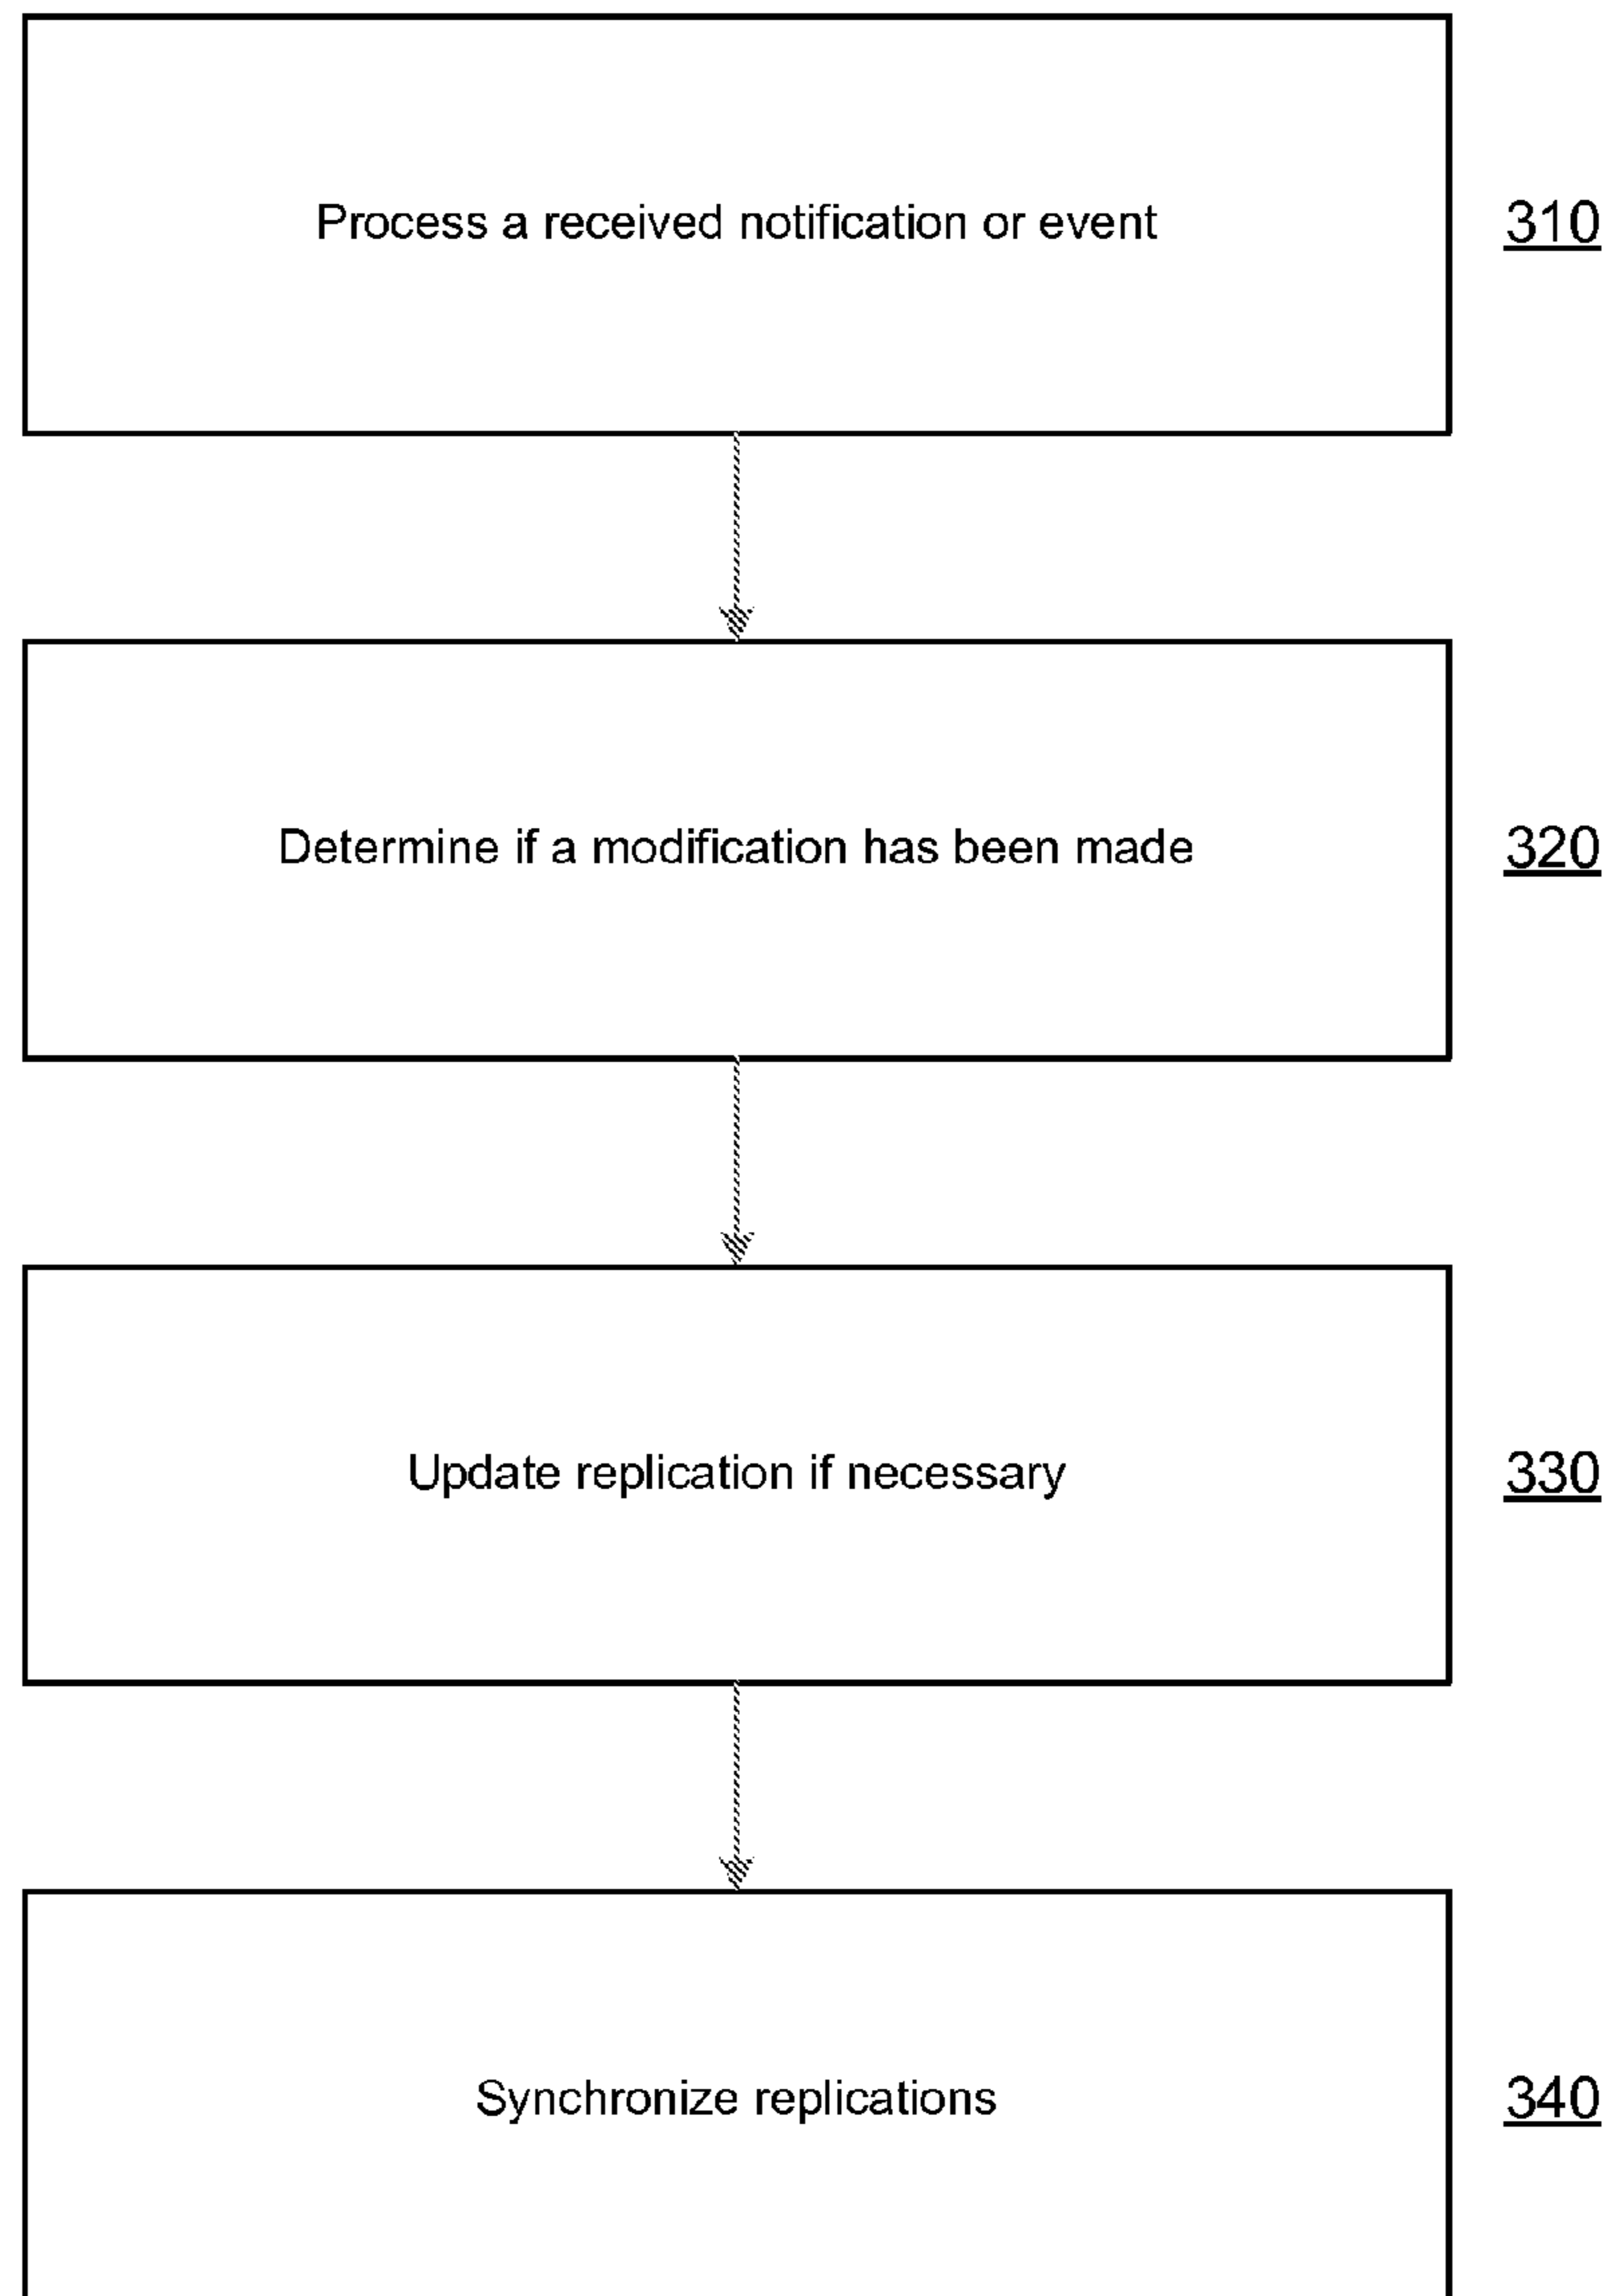 Process a received notification or event
310
Determine if a modification has been made
320
Update replication if necessary
330
Synchronize replications
340